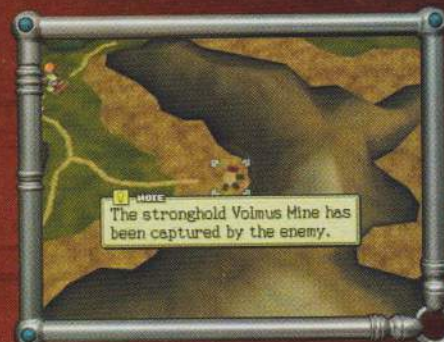 NOTE
The stronghold Volmus Mine has
been captured by the enemy.